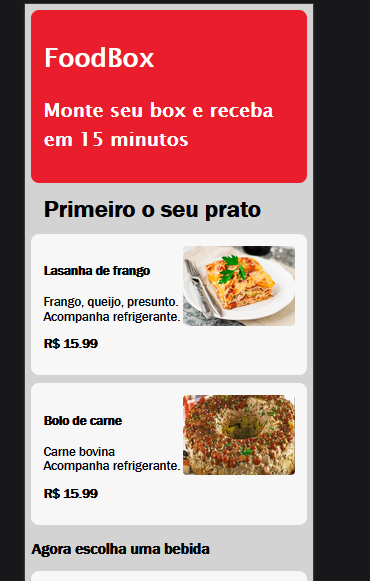 FoodBox
Monte seu box e receba
em 15 minutos
Primeiro o seu prato
Lasanha de frango
Frango, queijo, presunto.
Acompanha refrigerante.
R$ 15.99
Bolo de carne
Carne bovina
Acompanha refrigerante.
R$ 15.99
Agora escolha uma bebida